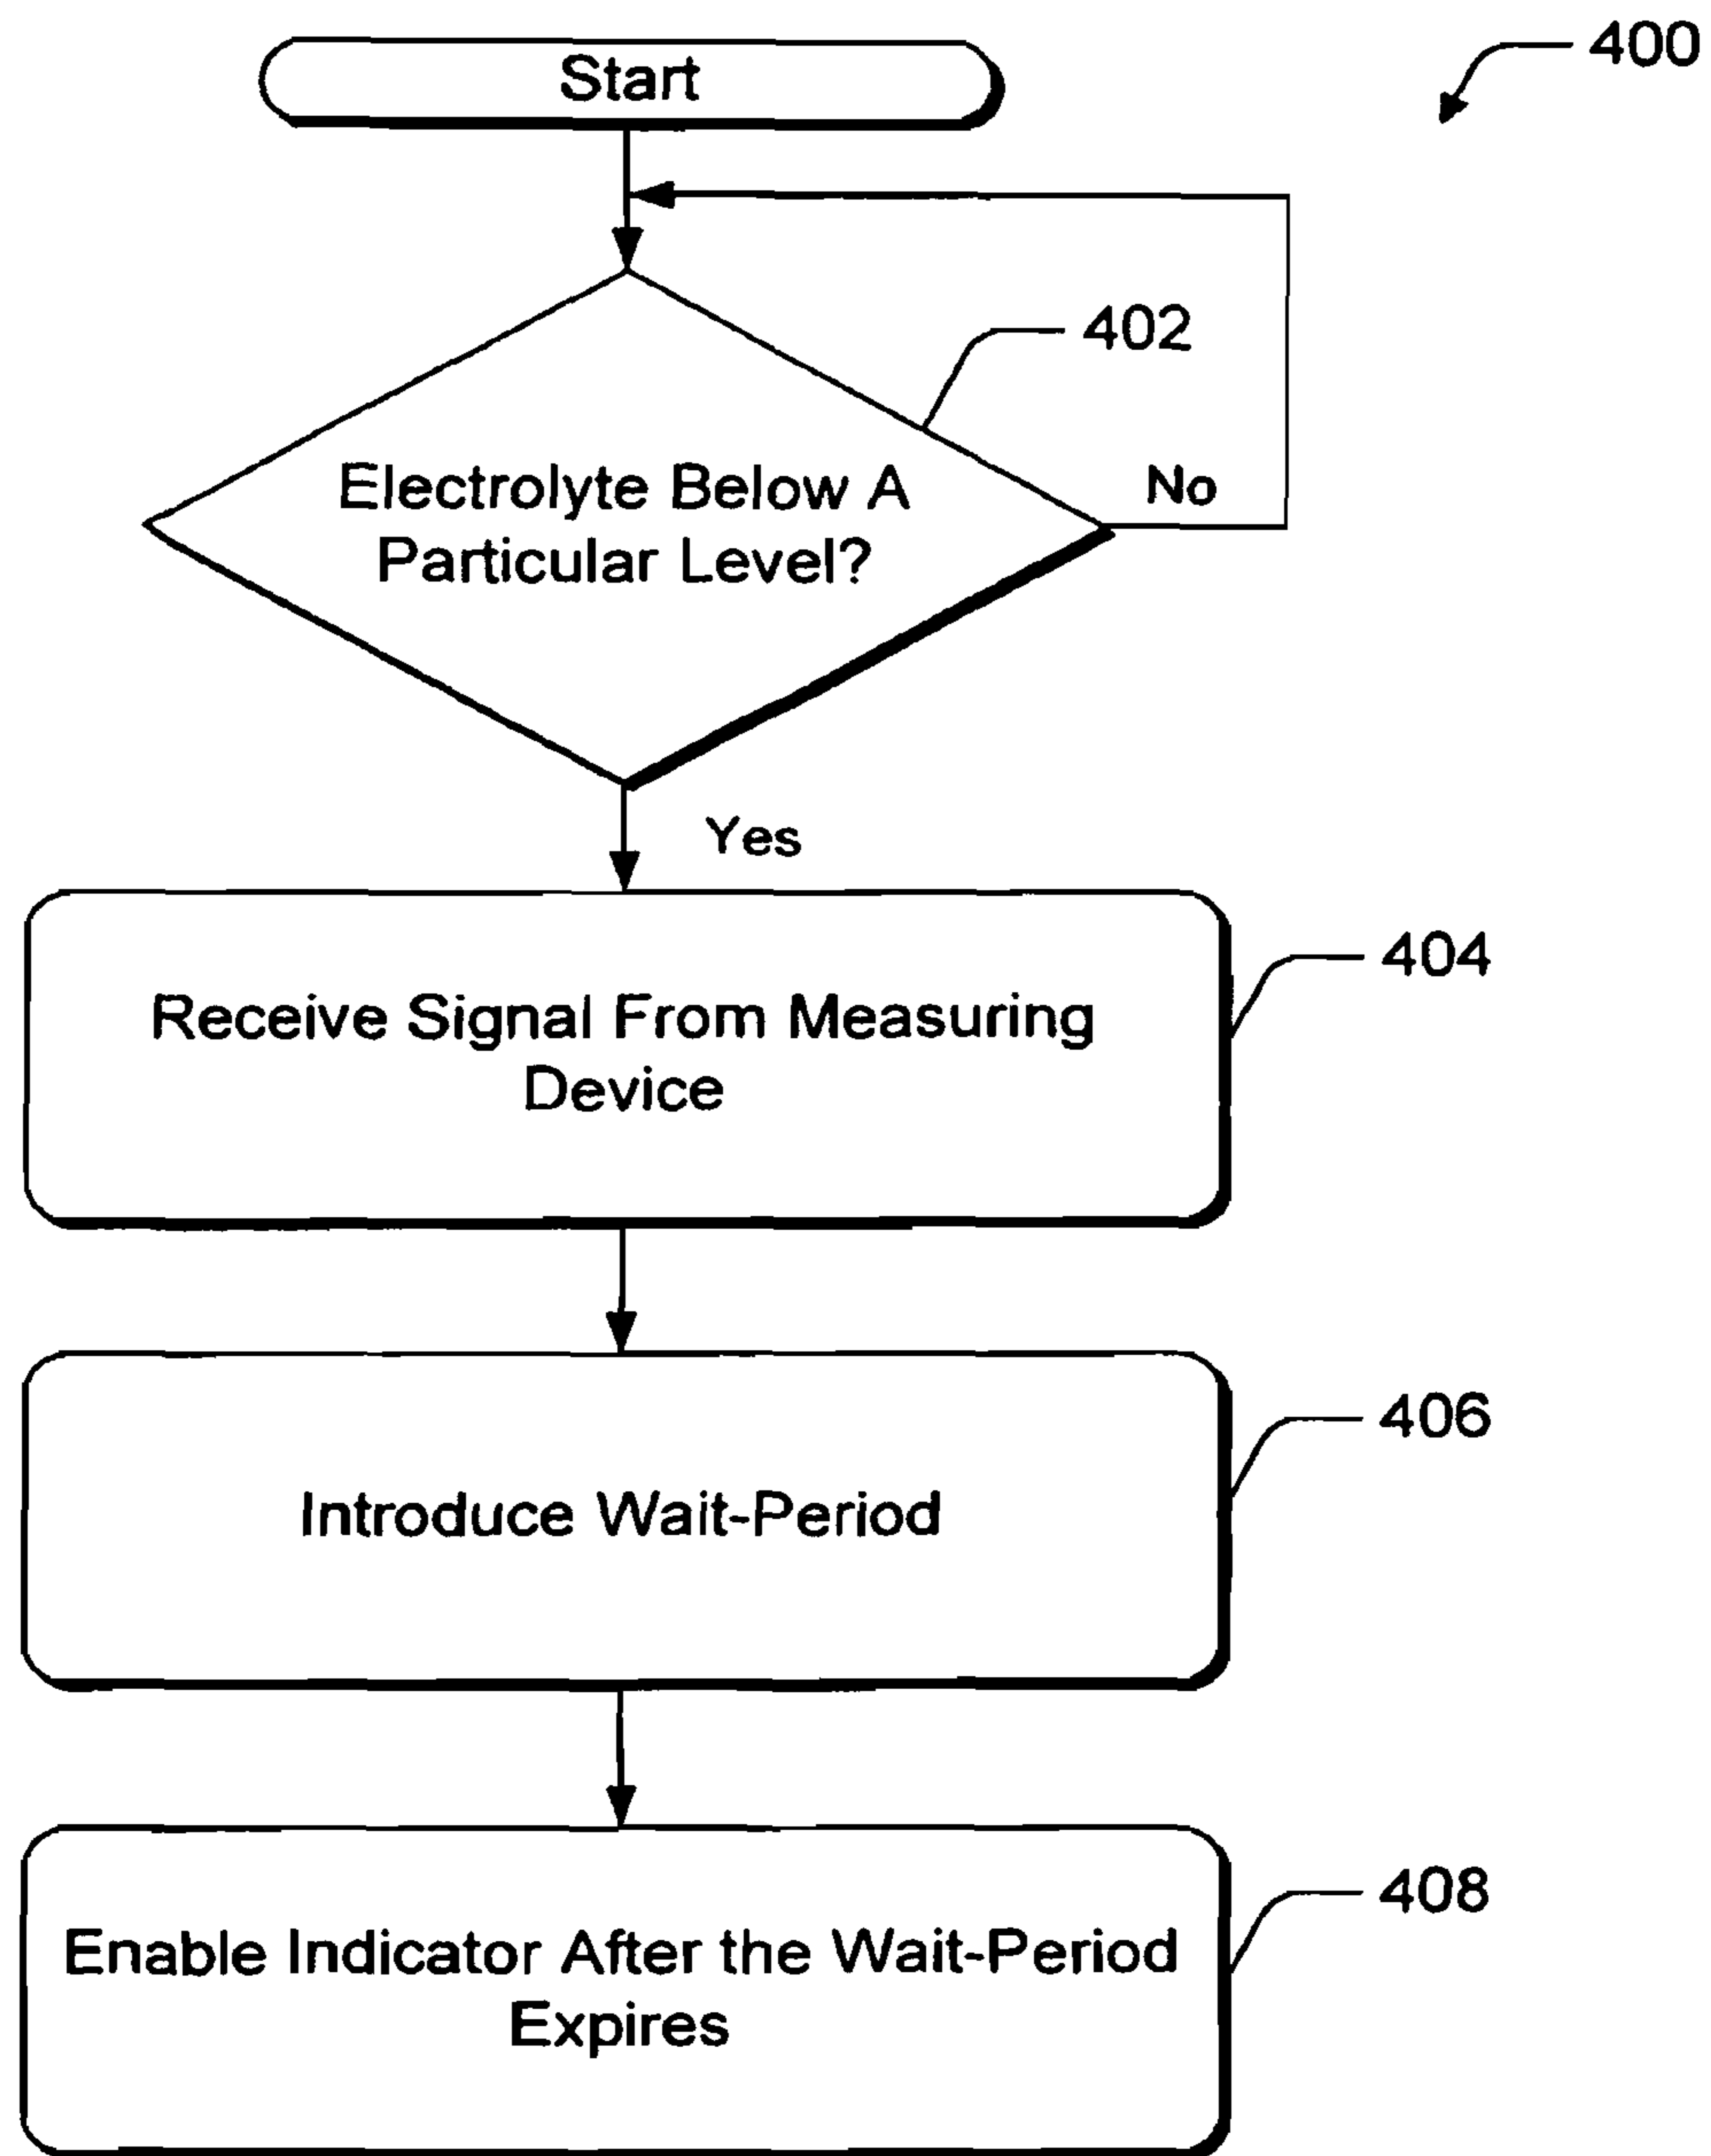 Start
400
402
Electrolyte Below A
Particular Level?
No
Yes
Receive Signal From Measuring
Device
404
Introduce Wait-Period
406
Enable Indicator After the Wait-Period
Expires
408